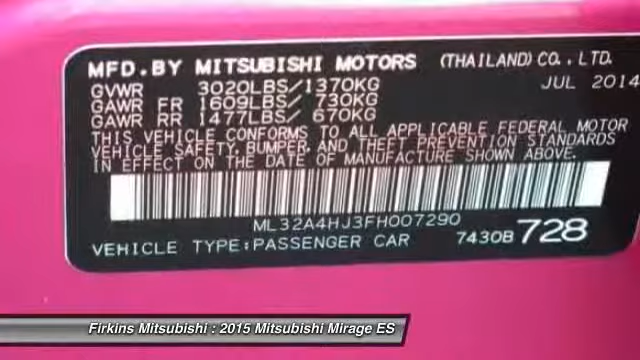 MFD.BY MITSUBISHI MOTORS (THAILAND) CO., LTD.
GVWR 3020LBS/1370KG JUL 2014
GAWR FR 1609LBS/ 730KG
GAWR RR 1477LBS/ 670KG
THIS VEHICLE CONFORMS TO ALL APPLICABLE FEDERAL MOTOR
VEHICLE SAFETY, BUMPER, AND THEFT PREVENTION STANDARDS
IN EFFECT ON THE DATE OF MANUFACTURE SHOWN ABOVE.
ML32A4HJ3FH007290
VEHICLE TYPE:PASSENGER CAR 7430B 728
Firkins Mitsubishi : 2015 Mitsubishi Mirage ES